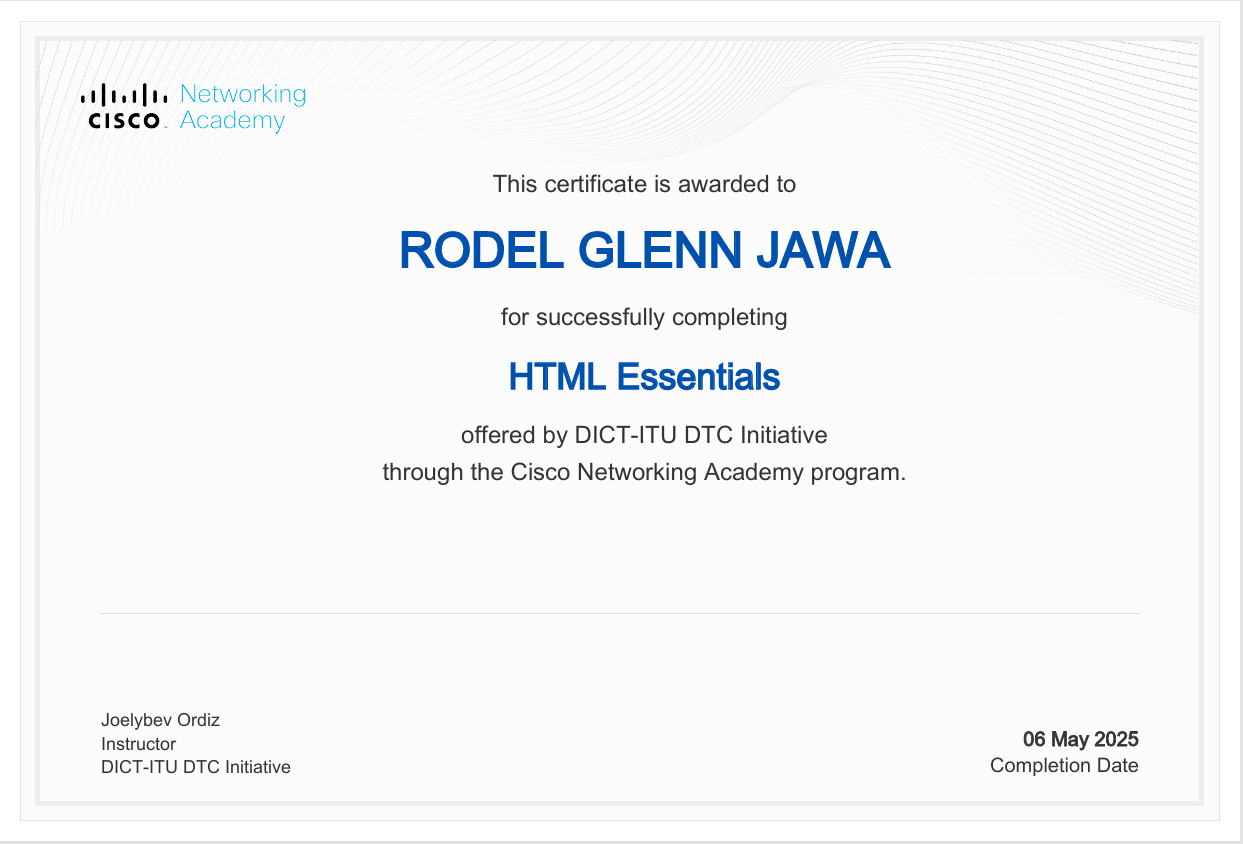 CISCO Networking
Academy
This certificate is awarded to
RODEL GLENN JAWA
for successfully completing
HTML Essentials
offered by DICT-ITU DTC Initiative
through the Cisco Networking Academy program.
Joelybev Ordiz
Instructor
DICT-ITU DTC Initiative
06 May 2025
Completion Date